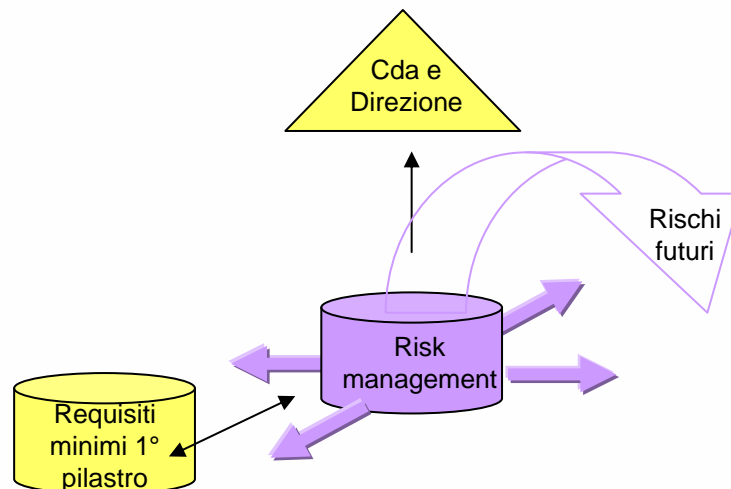 Cda e
Direzione
Rischi
futuri
Risk
management
Requisiti
minimi 1°
pilastro